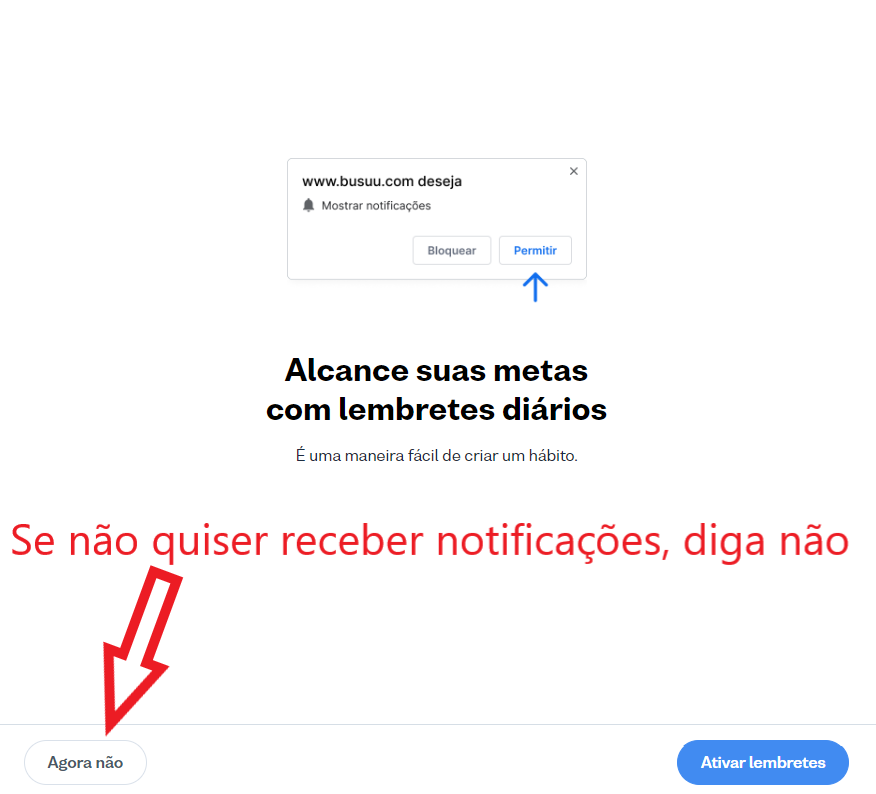 www.busuu.com deseja
Mostrar notificações
Bloquear
Permitir
Alcance suas metas
com lembretes diários
É uma maneira fácil de criar um hábito.
Se não quiser receber notificações, diga não
Agora não
Ativar lembretes